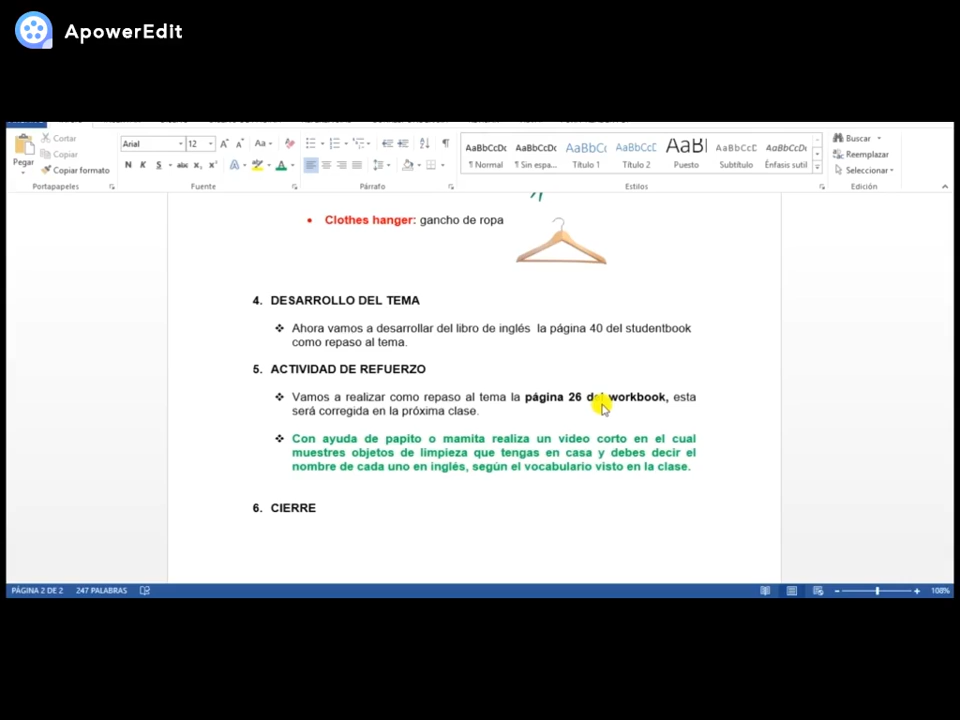 ApowerEdit
Cortar
Copiar
Copiar formato
Pegar
Portapapeles
Arial
12
Fuente
Párrafo
AaBbCcDc
AaBbCcDc
AaBbCc
AaBbCcC
AaBl
AaBbCcC
AaBbCcDc
¶ Normal
¶ Sin espa...
Título 1
Título 2
Puesto
Subtítulo
Énfasis sutil
Estilos
Buscar
Reemplazar
Seleccionar
Edición
• Clothes hanger: gancho de ropa
4. DESARROLLO DEL TEMA
❖ Ahora vamos a desarrollar del libro de inglés la página 40 del studentbook
como repaso al tema.
5. ACTIVIDAD DE REFUERZO
❖ Vamos a realizar como repaso al tema la página 26 del workbook, esta
será corregida en la próxima clase.
❖ Con ayuda de papito o mamita realiza un video corto en el cual
muestres objetos de limpieza que tengas en casa y debes decir el
nombre de cada uno en inglés, según el vocabulario visto en la clase.
6. CIERRE
PÁGINA 2 DE 2
247 PALABRAS
100%